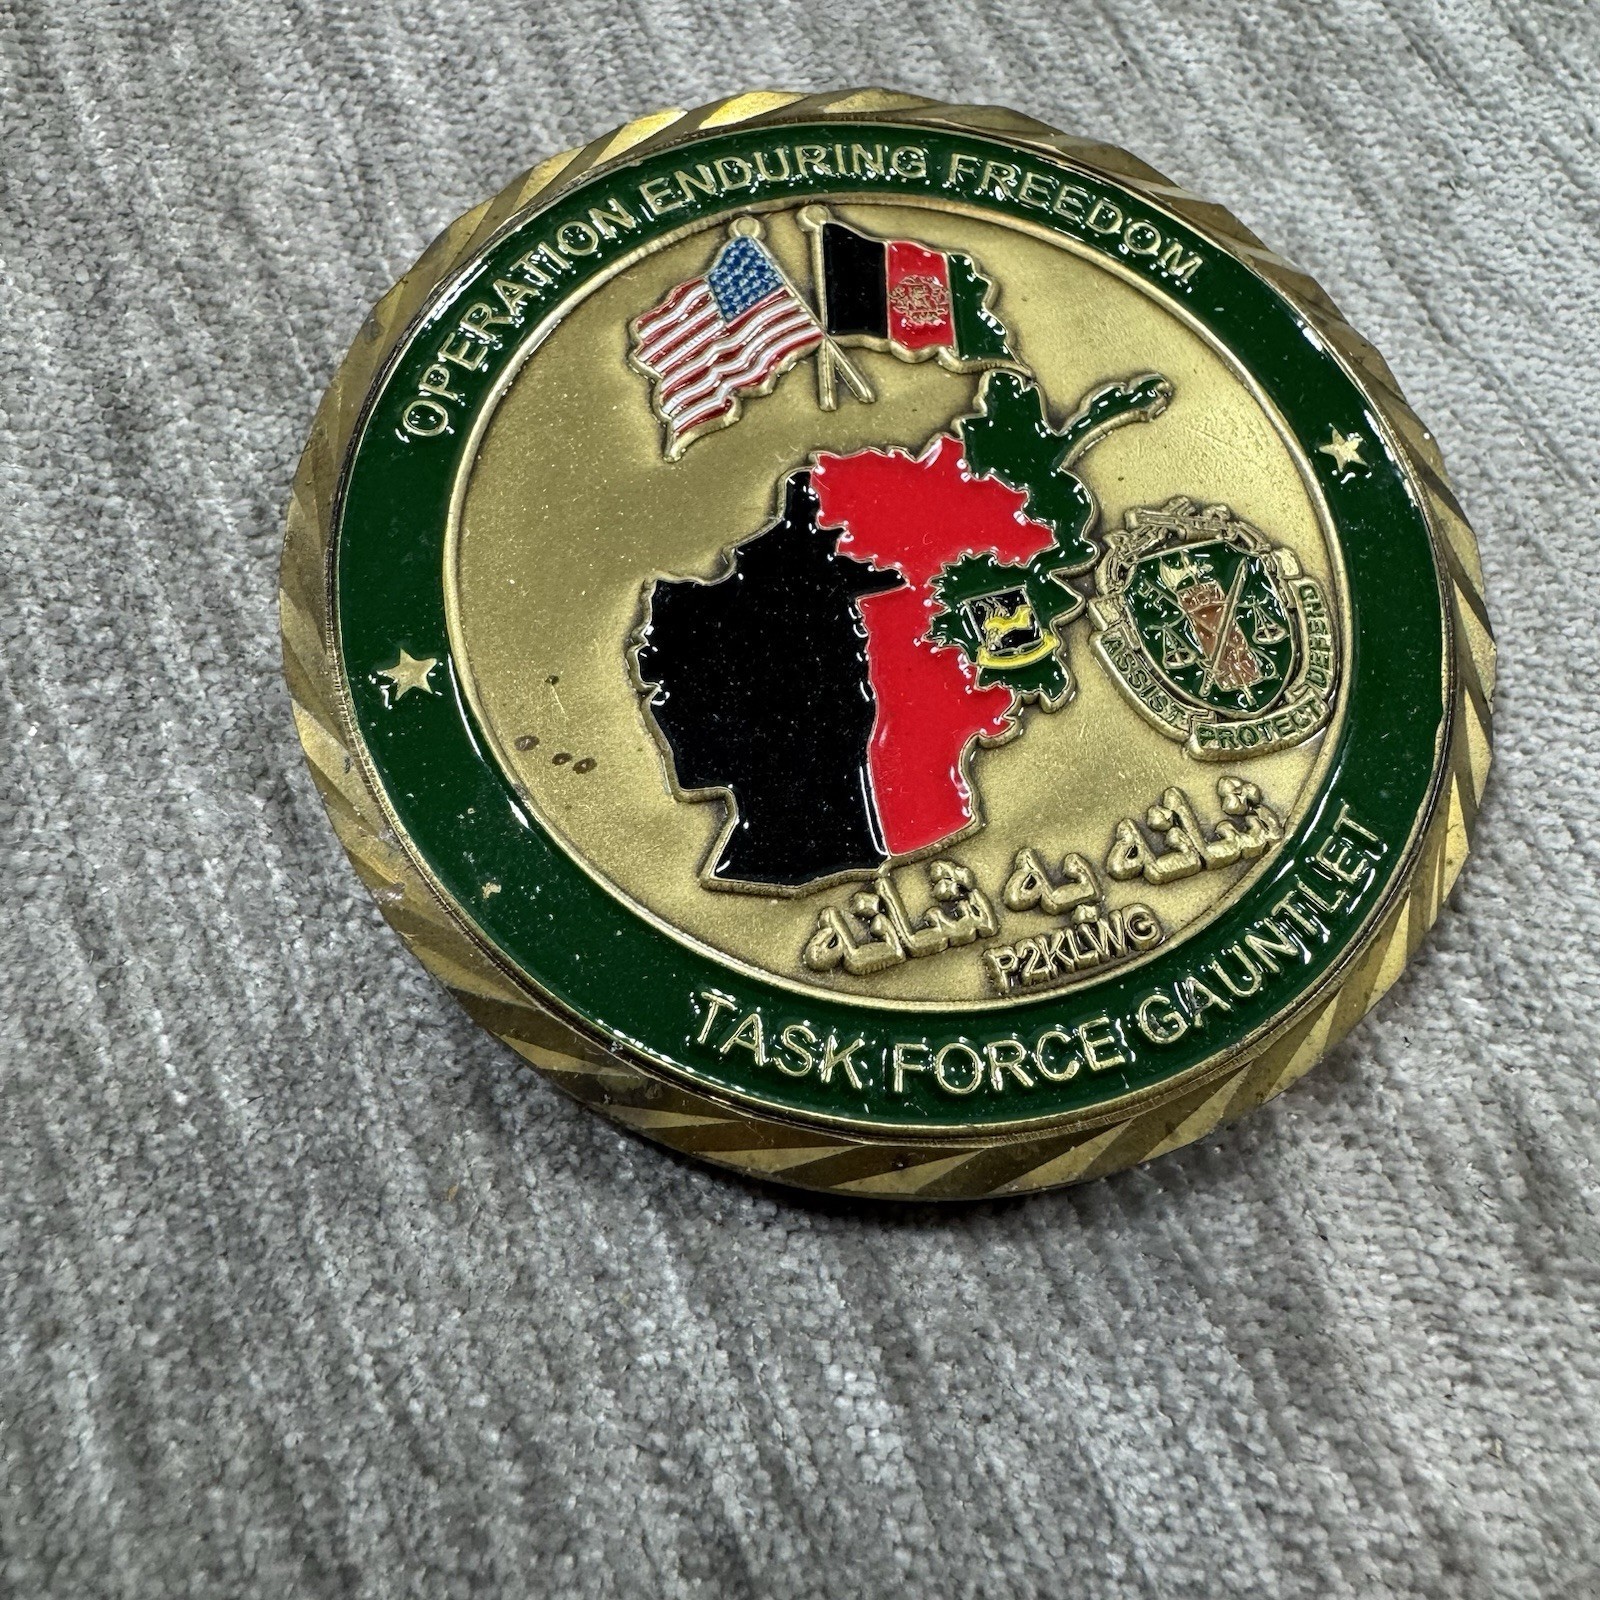 OPERATION ENDURING FREEDOM
ASSIST PROTECT DEFEND
شانه به شانه
P2KLWG
TASK FORCE GAUNTLET